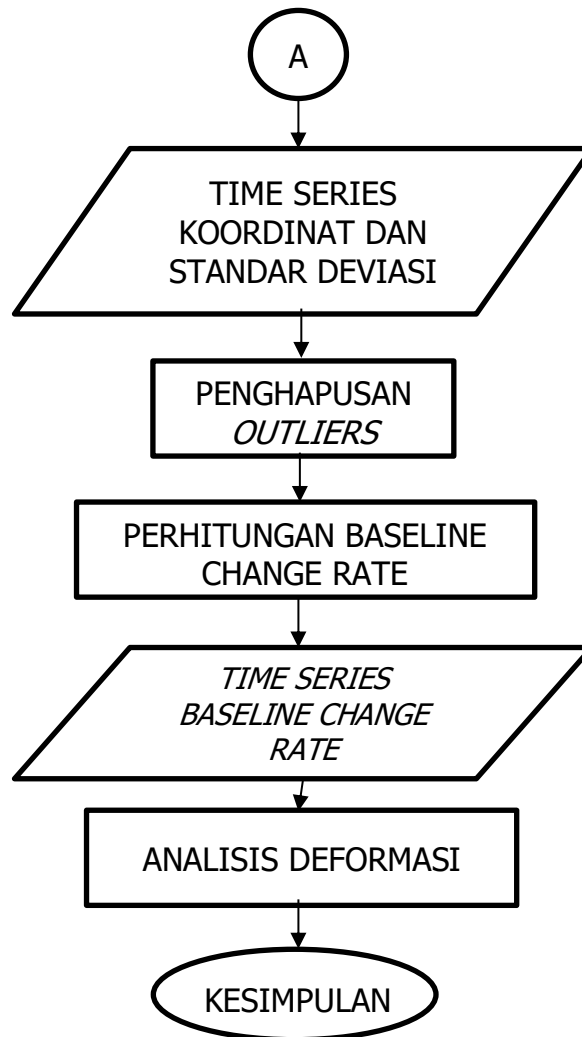 A
TIME SERIES
KOORDINAT DAN
STANDAR DEVIASI
PENGHAPUSAN
OUTLIERS
PERHITUNGAN BASELINE
CHANGE RATE
TIME SERIES
BASELINE CHANGE
RATE
ANALISIS DEFORMASI
KESIMPULAN